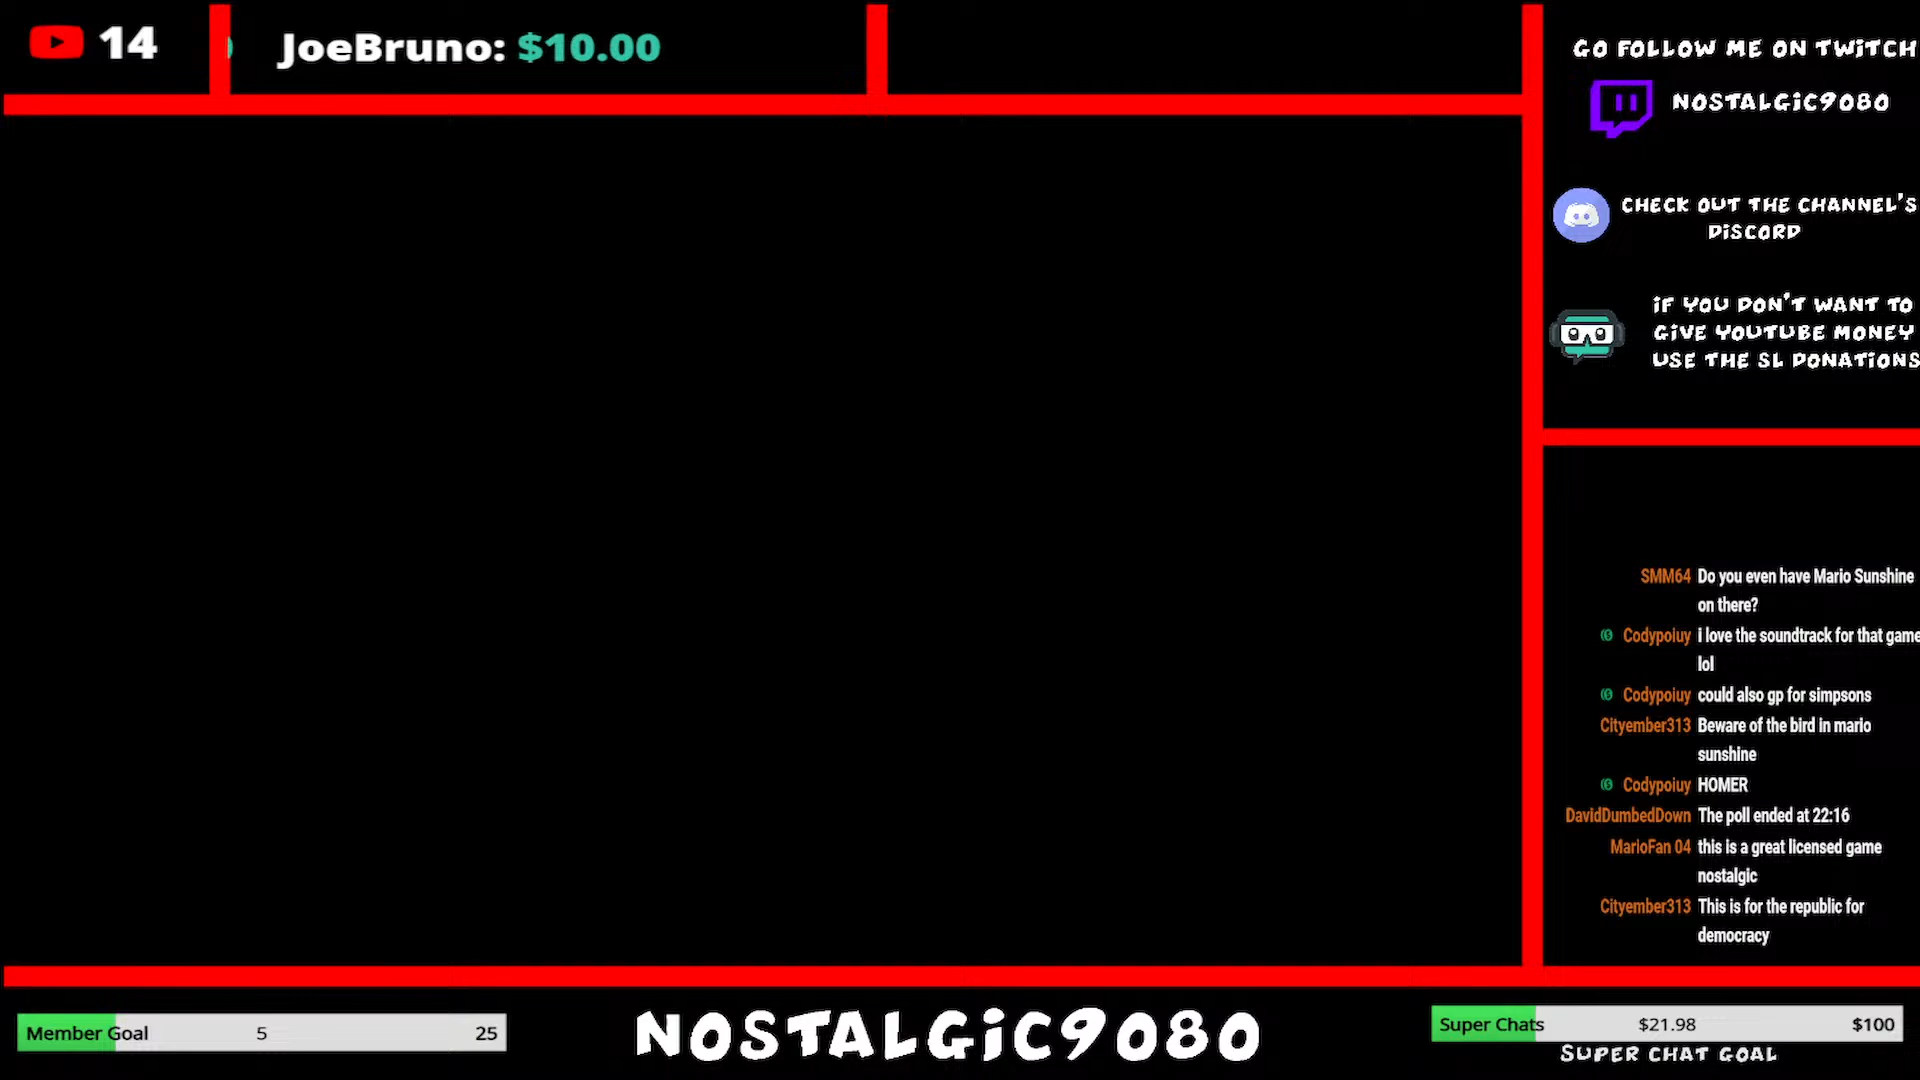 14
JoeBruno: $10.00
GO FOLLOW ME ON TWITCH
NOSTALGIC9080
CHECK OUT THE CHANNEL'S
DISCORD
IF YOU DON'T WANT TO
GIVE YOUTUBE MONEY
USE THE SL DONATIONS
SMM64 Do you even have Mario Sunshine
on there?
Codypoiuy i love the soundtrack for that game
lol
Codypoiuy could also gp for simpsons
Cityember313 Beware of the bird in mario
sunshine
Codypoiuy HOMER
DavidDumbedDown The poll ended at 22:16
MarioFan 04 this is a great licensed game
nostalgic
Cityember313 This is for the republic for
democracy
Member Goal 5 25
NOSTALGIC9080
Super Chats $21.98 $100
SUPER CHAT GOAL